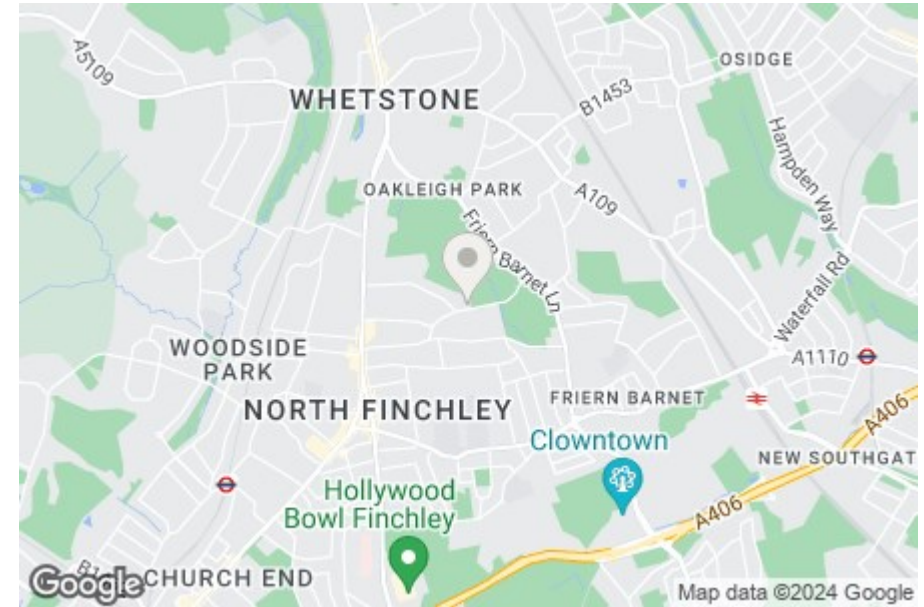 A5109
OSIDGE
WHETSTONE
B1453
Hampden Way
OAKLEIGH PARK
A109
Friern Barnet Ln
Waterfall Rd
WOODSIDE
PARK
A1110
FRIERN BARNET
NORTH FINCHLEY
A406
Clowntown
NEW SOUTHGAT
Hollywood
Bowl Finchley
A406
CHURCH END
Google
Map data ©2024 Google